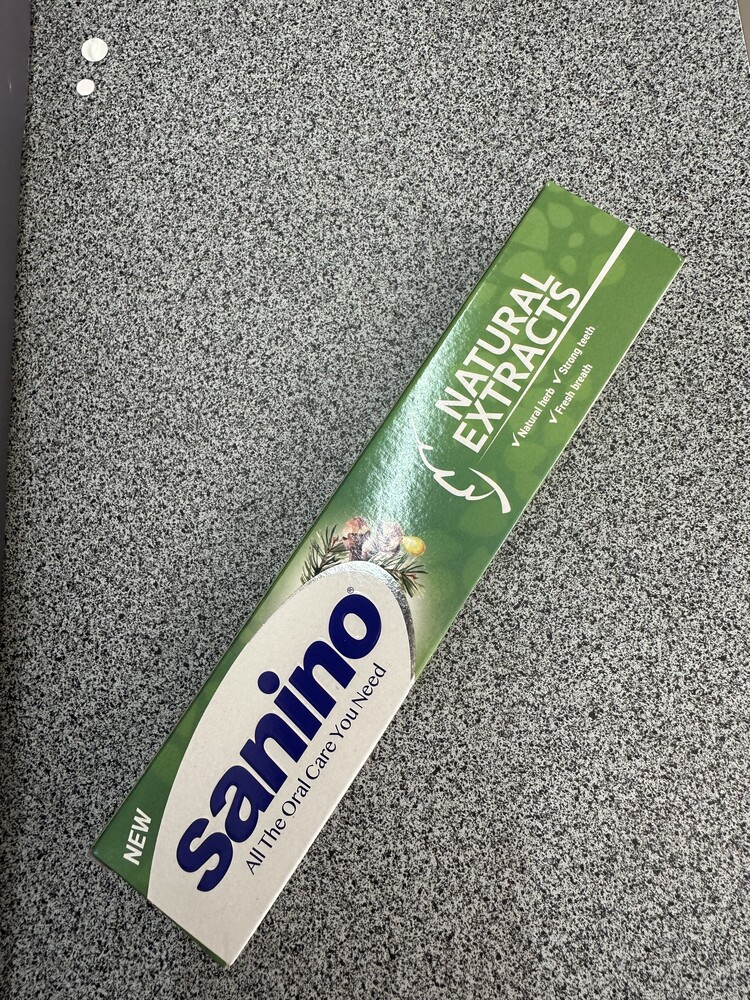 NEW
Sanino®
All The Oral Care You Need
NATURAL
EXTRACTS
✓ Natural herb ✓ Strong teeth
✓ Fresh breath